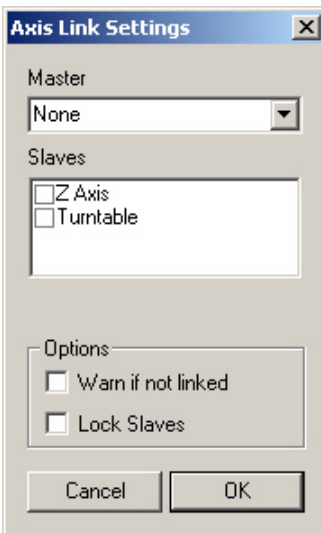 Axis Link Settings
Master
None
Slaves
Z Axis
Turntable
Options
Warn if not linked
Lock Slaves
Cancel OK